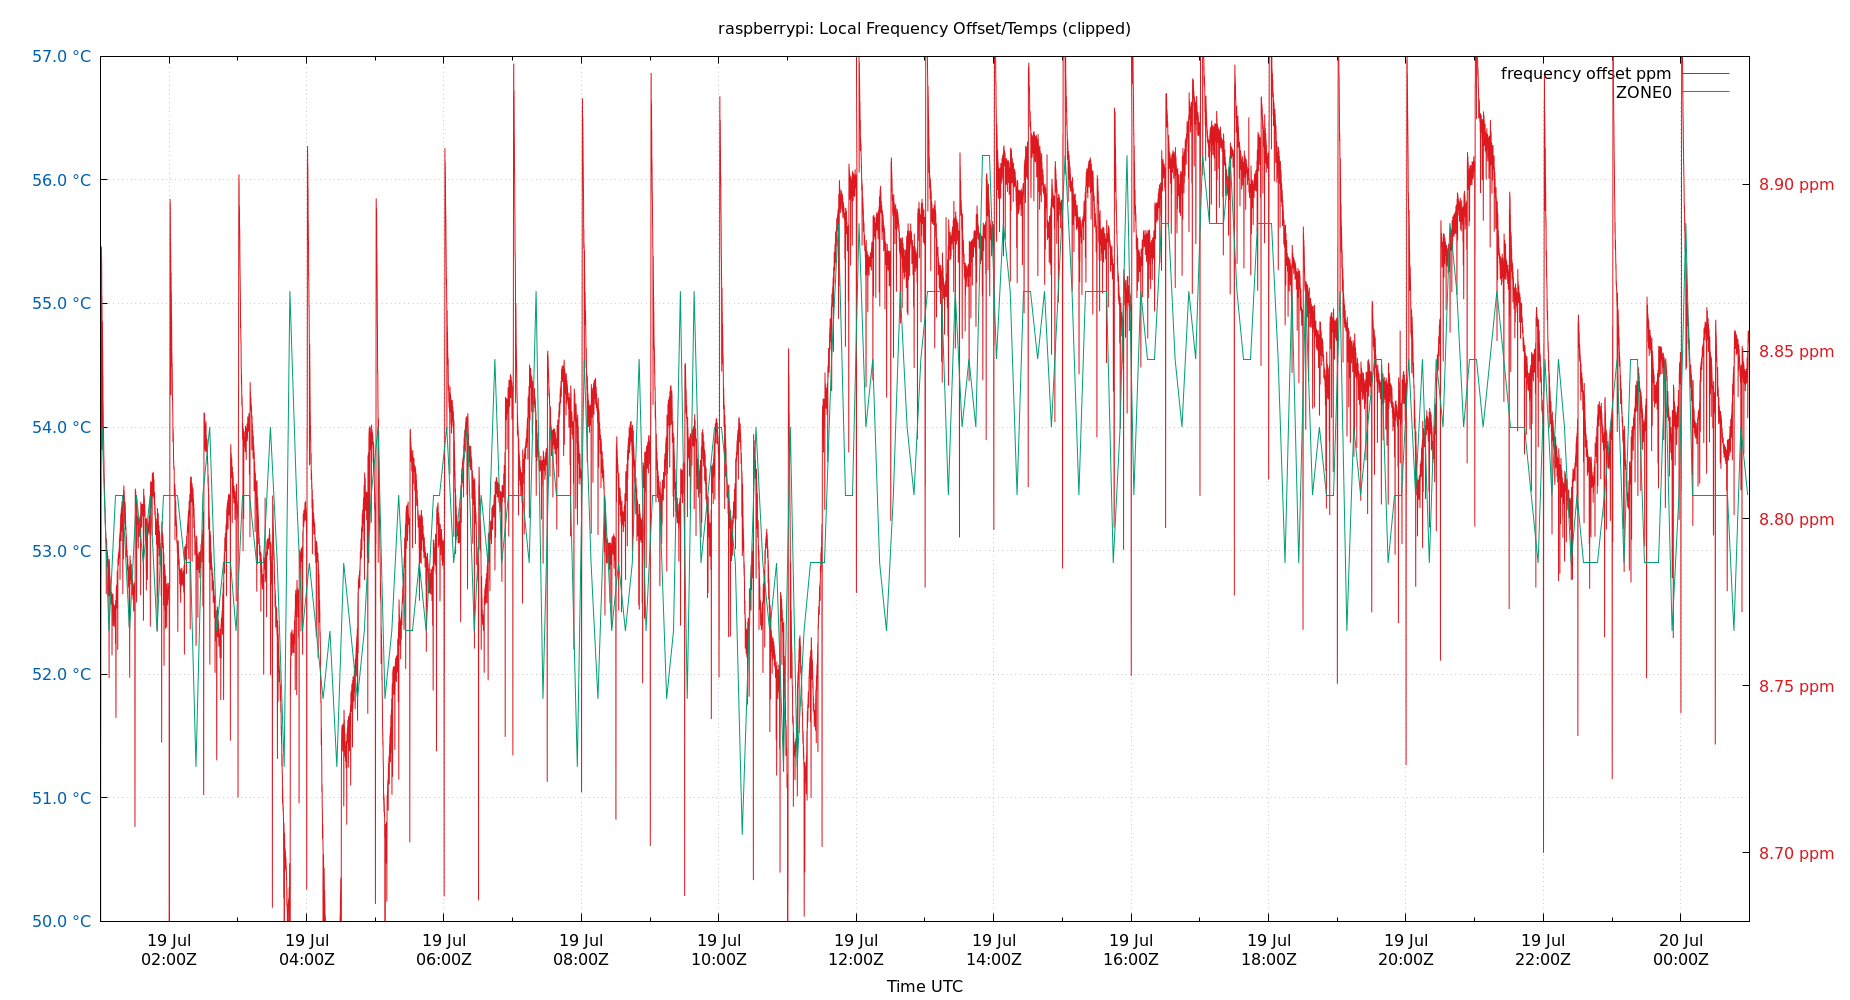 raspberrypi: Local Frequency Offset/Temps (clipped)
57.0 °C
56.0 °C
55.0 °C
54.0 °C
53.0 °C
52.0 °C
51.0 °C
50.0 °C
frequency offset ppm
ZONE0
8.90 ppm
8.85 ppm
8.80 ppm
8.75 ppm
8.70 ppm
19 Jul 19 Jul 19 Jul 19 Jul 19 Jul 19 Jul 19 Jul 19 Jul 19 Jul 19 Jul 19 Jul 20 Jul
02:00Z 04:00Z 06:00Z 08:00Z 10:00Z 12:00Z 14:00Z 16:00Z 18:00Z 20:00Z 22:00Z 00:00Z
Time UTC